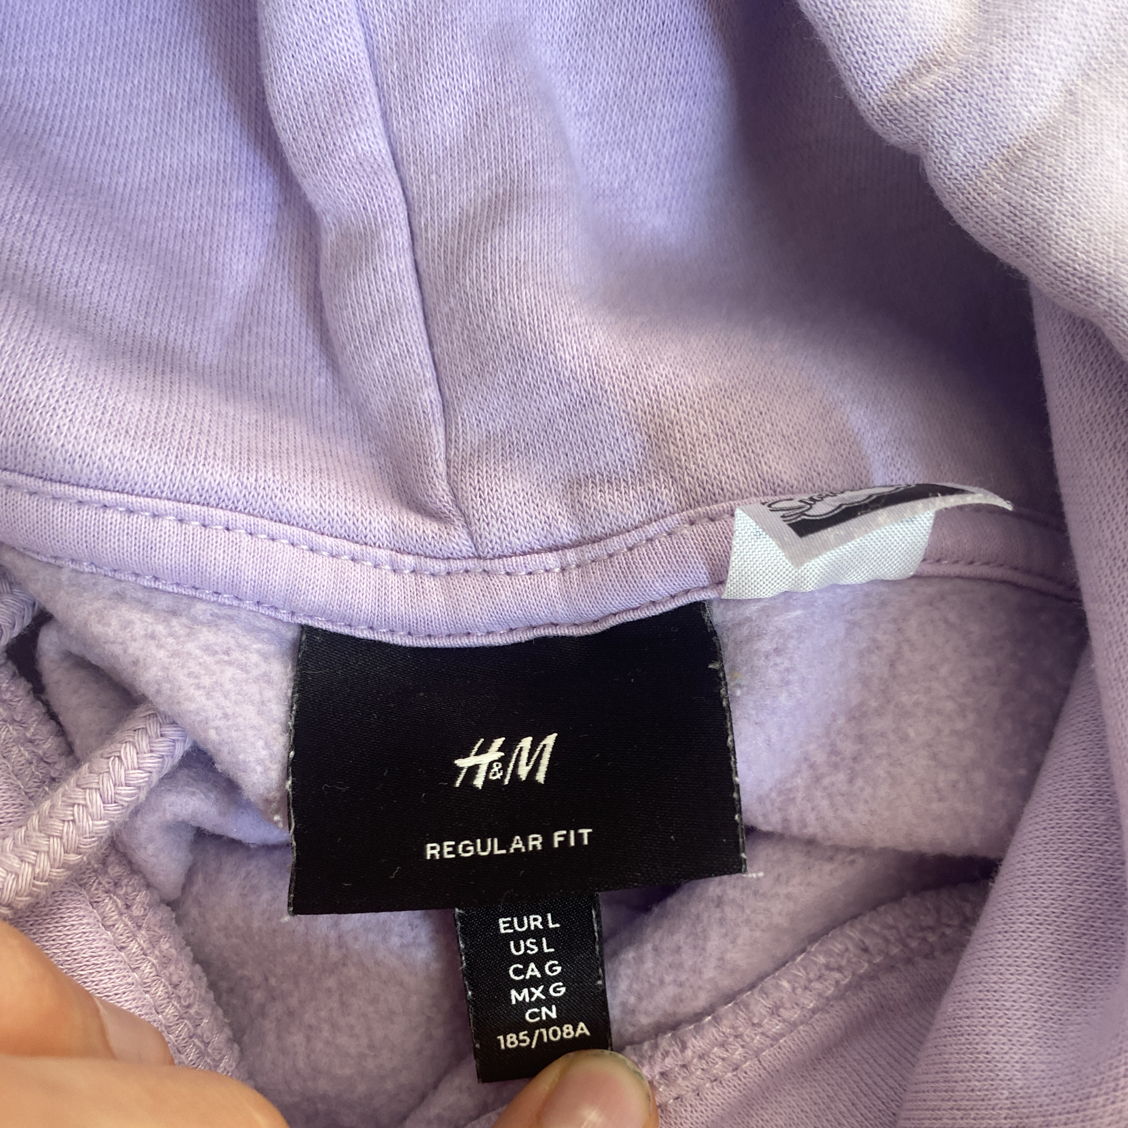 H&M
REGULAR FIT
EUR L
US L
CA G
MX G
CN
185/108A